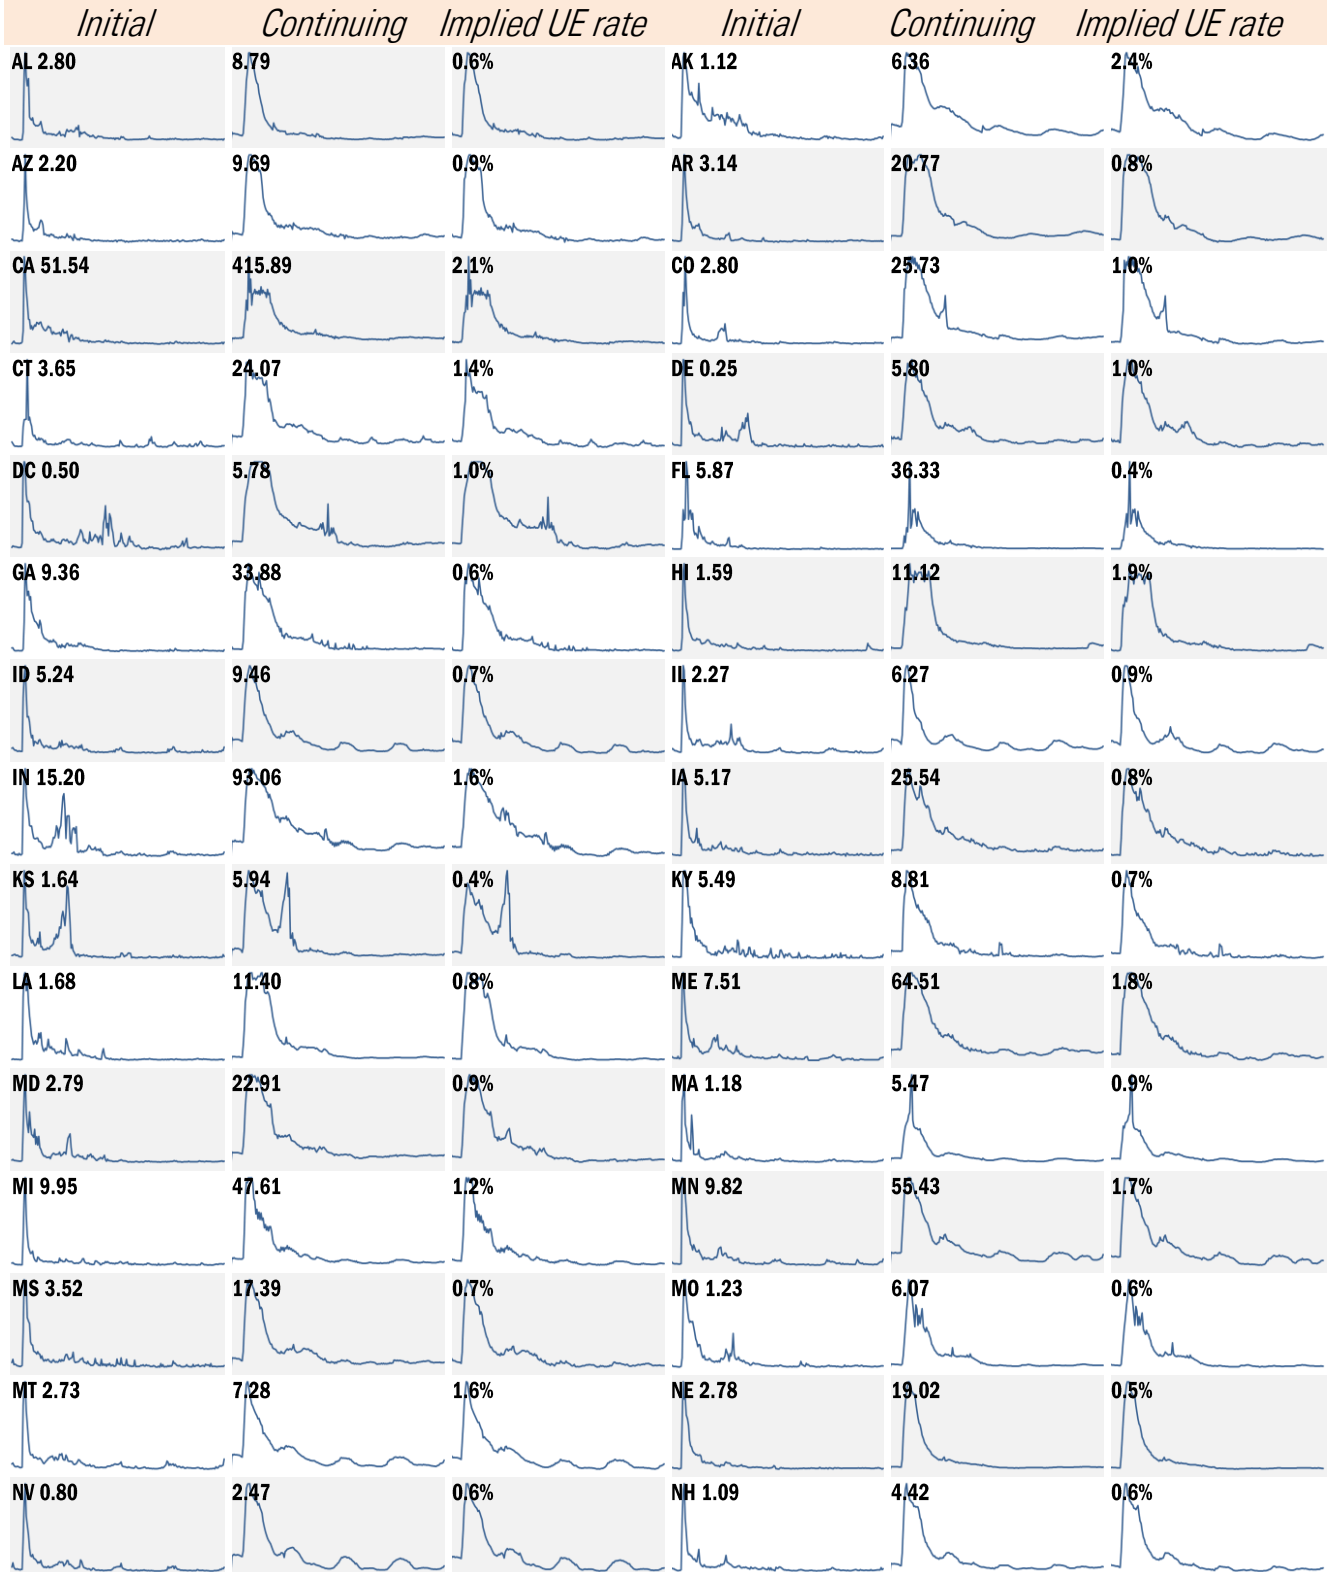 Initial Continuing Implied UE rate Initial Continuing Implied UE rate
AL 2.80 8.79 0.6% AK 1.12 6.36 2.4%
AZ 2.20 9.69 0.9% AR 3.14 20.77 0.8%
CA 51.54 415.89 2.1% CO 2.80 25.73 1.0%
CT 3.65 24.07 1.4% DE 0.25 5.80 1.0%
DC 0.50 5.78 1.0% FL 5.87 36.33 0.4%
GA 9.36 33.88 0.6% HI 1.59 11.12 1.9%
ID 5.24 9.46 0.7% IL 2.27 6.27 0.9%
IN 15.20 93.06 1.6% IA 5.17 25.54 0.8%
KS 1.64 5.94 0.4% KY 5.49 8.81 0.7%
LA 1.68 11.40 0.8% ME 7.51 64.51 1.8%
MD 2.79 22.91 0.9% MA 1.18 5.47 0.9%
MI 9.95 47.61 1.2% MN 9.82 55.43 1.7%
MS 3.52 17.39 0.7% MO 1.23 6.07 0.6%
MT 2.73 7.28 1.6% NE 2.78 19.02 0.5%
NV 0.80 2.47 0.6% NH 1.09 4.42 0.6%